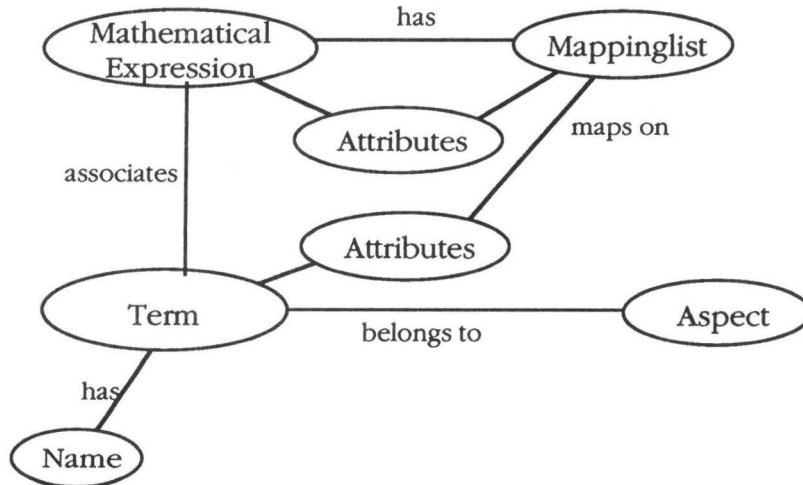 has
Mathematical
Expression
Mappinglist
Attributes
maps on
associates
Attributes
Term
belongs to
Aspect
has
Name